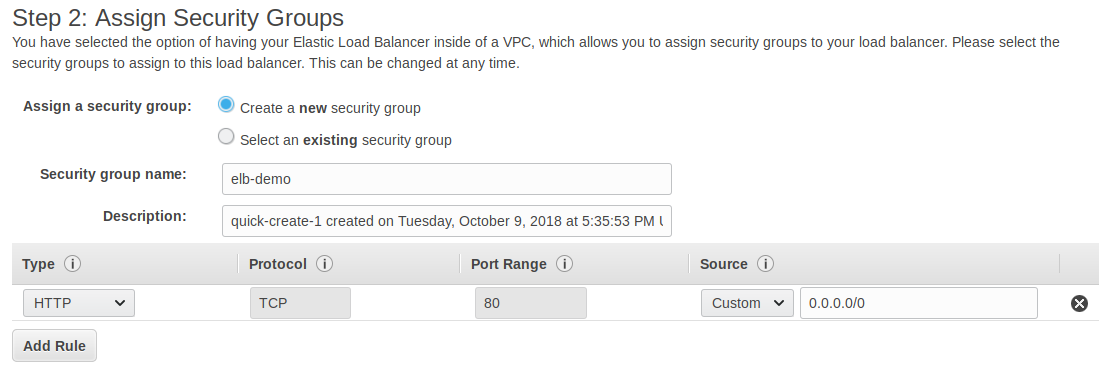 Step 2: Assign Security Groups
You have selected the option of having your Elastic Load Balancer inside of a VPC, which allows you to assign security groups to your load balancer. Please select the
security groups to assign to this load balancer. This can be changed at any time.
Assign a security group: Create a new security group
Select an existing security group
Security group name: elb-demo
Description: quick-create-1 created on Tuesday, October 9, 2018 at 5:35:53 PM
Type Protocol Port Range Source
HTTP TCP 80 Custom 0.0.0.0/0
Add Rule